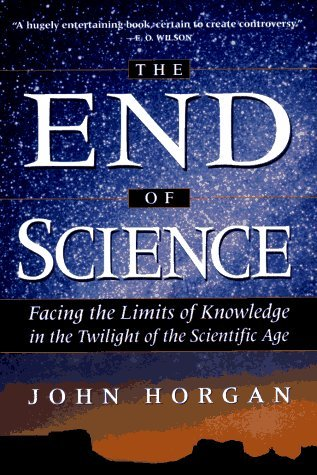 "A hugely entertaining book, certain to create controversy."
—E. O. WILSON
THE
END
OF
SCIENCE
Facing the Limits of Knowledge
in the Twilight of the Scientific Age
JOHN HORGAN